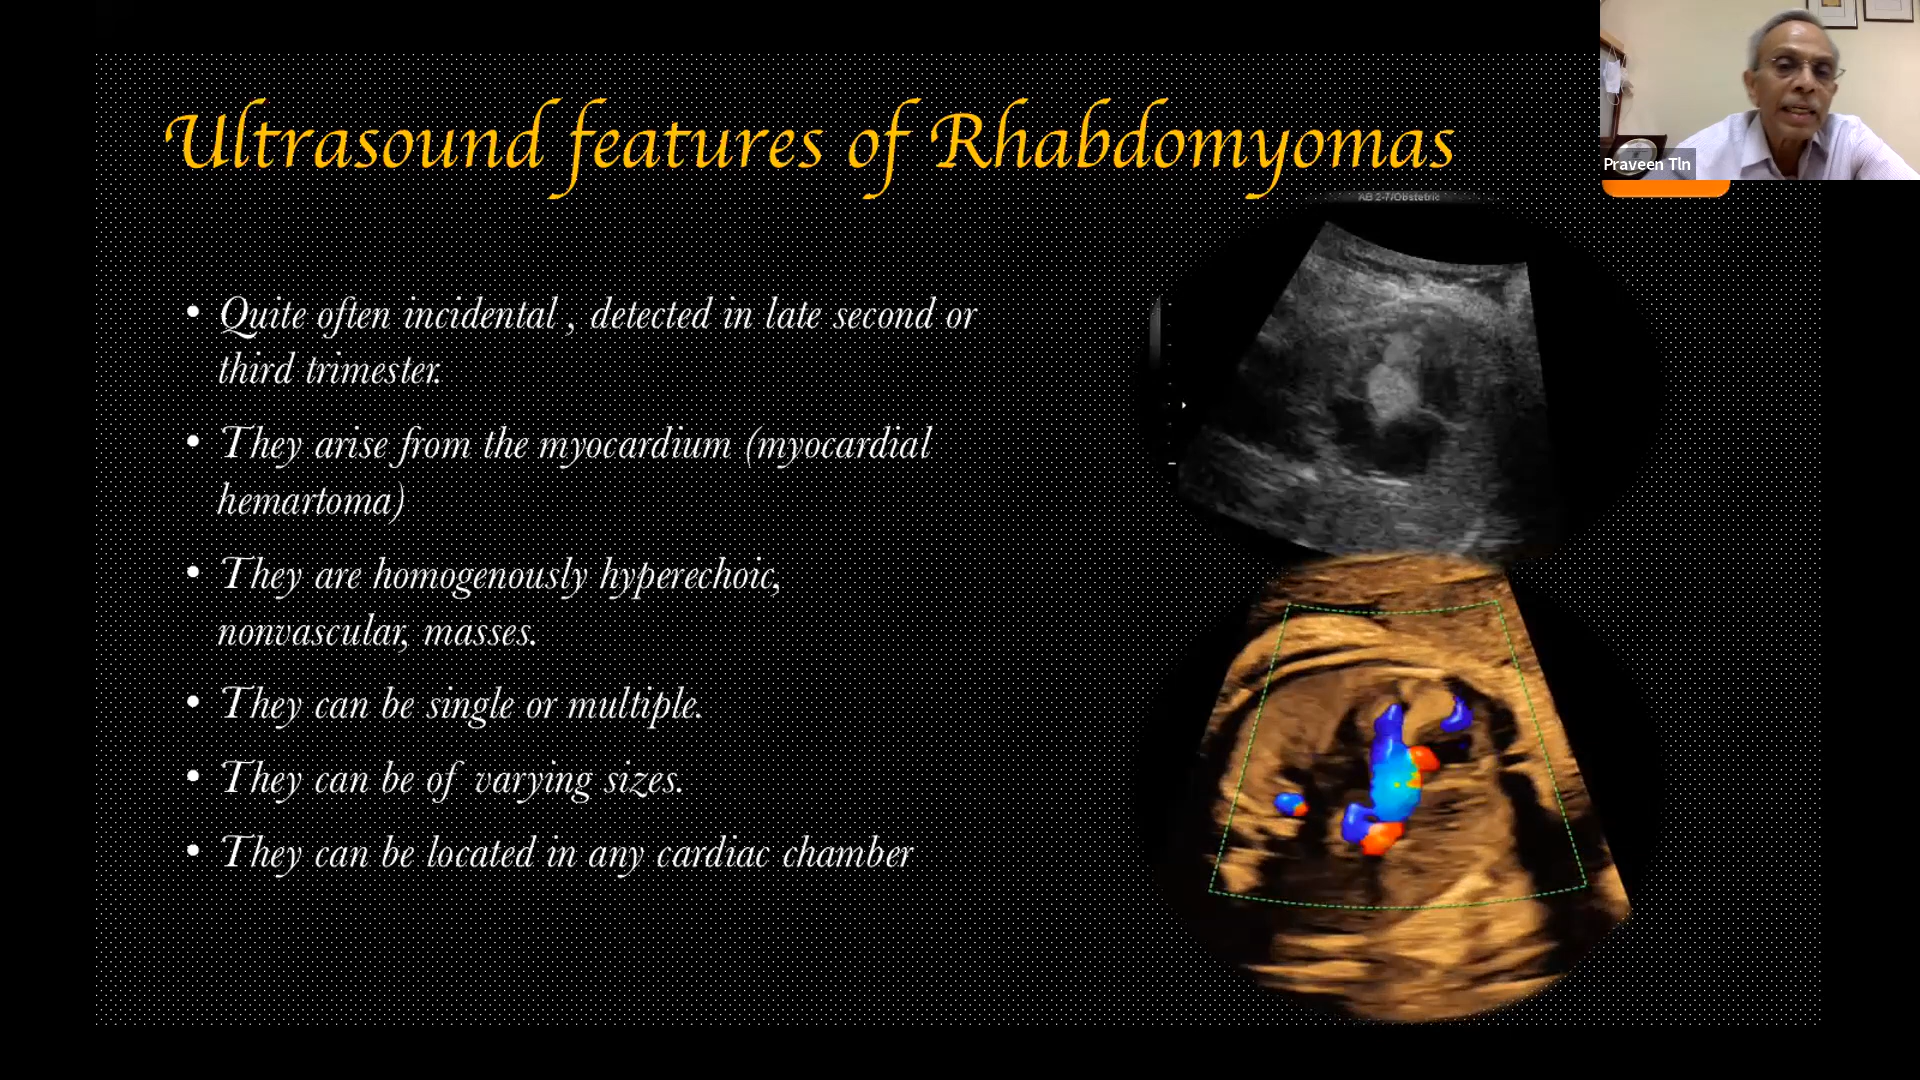 Ultrasound features of Rhabdomyomas
Praveen Tln
AB 2-7/Obstetric
• Quite often incidental , detected in late second or
third trimester.
• They arise from the myocardium (myocardial
hemartoma)
• They are homogenously hyperechoic,
nonvascular, masses.
• They can be single or multiple.
• They can be of varying sizes.
• They can be located in any cardiac chamber